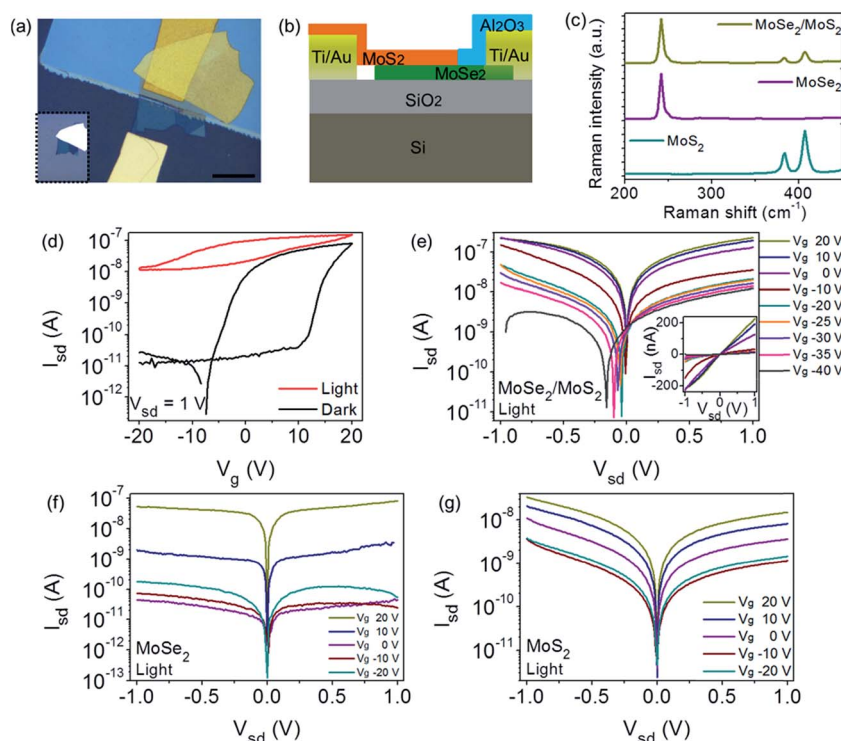 (a)
(b)
Al2O3
Ti/Au
MoS2
Ti/Au
MoSe2
SiO2
Si
(c)
Raman intensity (a.u.)
MoSe2/MoS2
MoSe2
MoS2
200 300 400
Raman shift (cm-1)
(d)
10-7
10-8
10-9
10-10
10-11
10-12
Isd (A)
Light
Dark
Vsd = 1 V
-20 -10 0 10 20
Vg (V)
(e)
10-7
10-8
10-9
10-10
10-11
Isd (A)
MoSe2/MoS2
Light
-1.0 -0.5 0.0 0.5 1.0
Vsd (V)
Vg 20 V
Vg 10 V
Vg 0 V
Vg -10 V
Vg -20 V
Vg -25 V
Vg -30 V
Vg -35 V
Vg -40 V
200
0
200
Isd (nA)
-1 0 1
Vsd (V)
(f)
10-7
10-8
10-9
10-10
10-11
10-12
10-13
Isd (A)
MoSe2
Light
Vg 20 V
Vg 10 V
Vg 0 V
Vg -10 V
Vg -20 V
-1.0 -0.5 0.0 0.5 1.0
Vsd (V)
(g)
10-8
10-9
10-10
10-11
Isd (A)
MoS2
Light
Vg 20 V
Vg 10 V
Vg 0 V
Vg -10 V
Vg -20 V
-1.0 -0.5 0.0 0.5 1.0
Vsd (V)